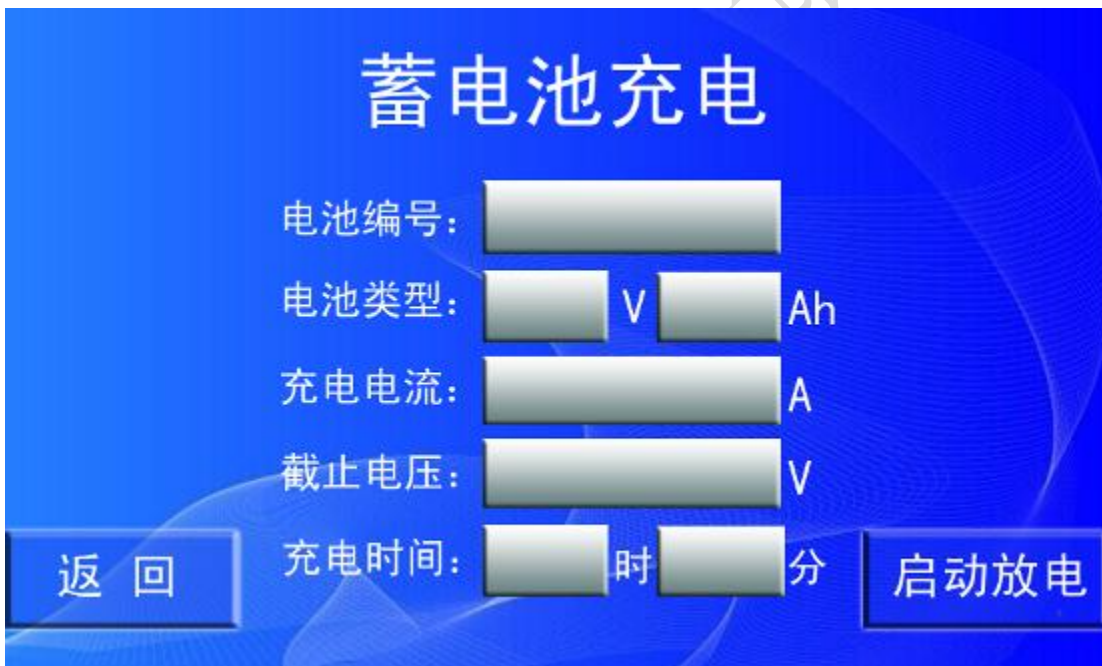 蓄电池充电
电池编号：
电池类型： V Ah
充电电流： A
截止电压： V
充电时间： 时 分
返 回 启动放电